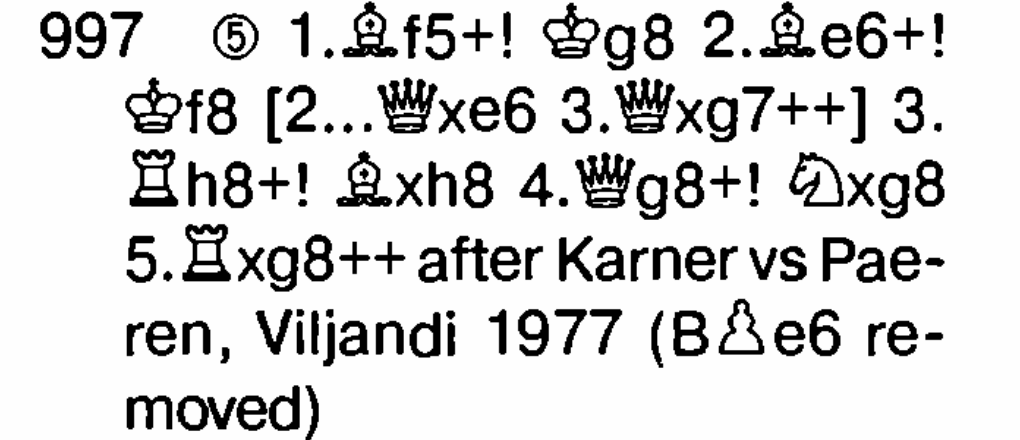 997 ⑤ 1.♗f5+! ♔g8 2.♗e6+!
♔f8 [2...♕xe6 3.♕xg7++] 3.
♖h8+! ♗xh8 4.♕g8+! ♘xg8
5.♖xg8++ after Karner vs Pae-
ren, Viljandi 1977 (B♙e6 re-
moved)